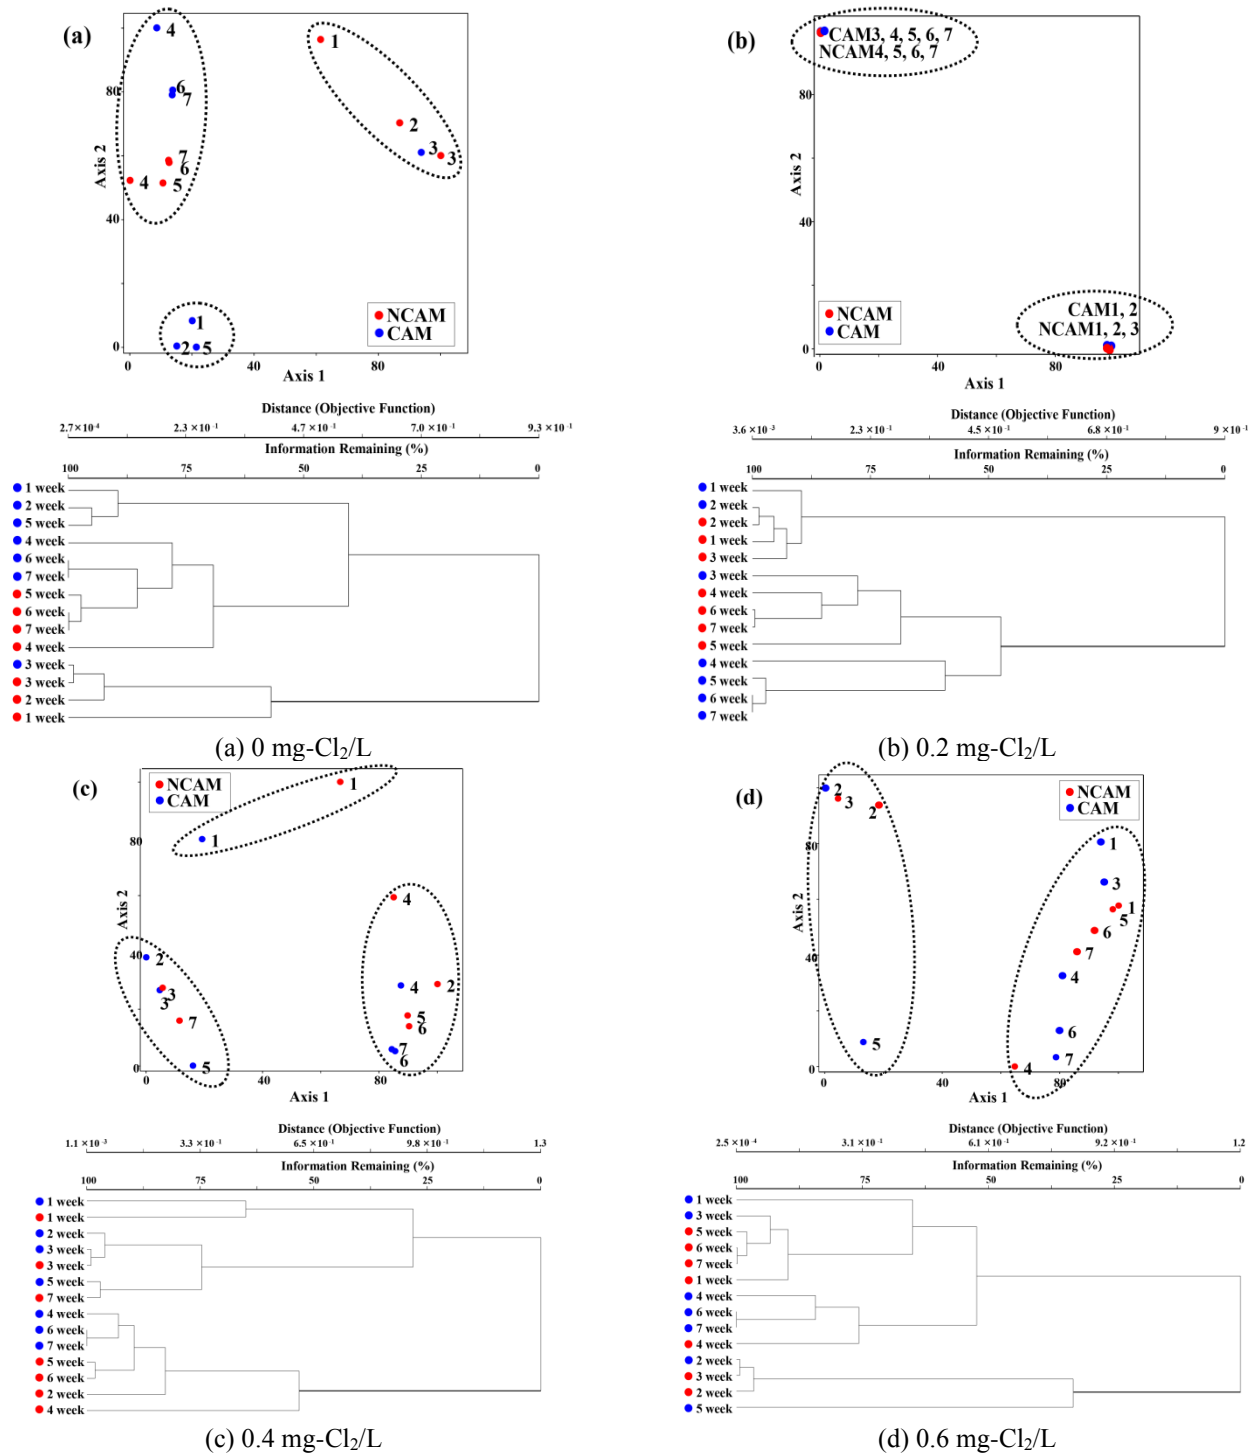 (a)
4
1
80
6
7
2
3
3
7
6
4
5
Axis 2
40
1
2
5
0
NCAM
CAM
0
40
80
Axis 1
Distance (Objective Function)
2.7 × 10⁻⁴ 2.3 × 10⁻¹ 4.7 × 10⁻¹ 7.0 × 10⁻¹ 9.3 × 10⁻¹
Information Remaining (%)
100 75 50 25 0
1 week
2 week
5 week
4 week
6 week
7 week
5 week
6 week
7 week
4 week
3 week
3 week
2 week
1 week
(a) 0 mg-Cl₂/L
(b)
CAM3, 4, 5, 6, 7
NCAM4, 5, 6, 7
80
Axis 2
40
CAM1, 2
NCAM1, 2, 3
NCAM
CAM
0
0
40
80
Axis 1
Distance (Objective Function)
3.6 × 10⁻³ 2.3 × 10⁻¹ 4.5 × 10⁻¹ 6.8 × 10⁻¹ 9 × 10⁻¹
Information Remaining (%)
100 75 50 25 0
1 week
2 week
2 week
1 week
3 week
3 week
4 week
6 week
7 week
5 week
4 week
5 week
6 week
7 week
(b) 0.2 mg-Cl₂/L
(c)
NCAM
CAM
1
1
80
4
Axis 2
40
2
3
3
7
5
4
2
5
6
7
6
0
0
40
80
Axis 1
Distance (Objective Function)
1.1 × 10⁻³ 3.3 × 10⁻¹ 6.5 × 10⁻¹ 9.8 × 10⁻¹ 1.3
Information Remaining (%)
100 75 50 25 0
1 week
1 week
2 week
3 week
3 week
5 week
7 week
4 week
6 week
7 week
5 week
6 week
2 week
4 week
(c) 0.4 mg-Cl₂/L
(d)
2
3
2
NCAM
CAM
80
1
3
1
5
6
7
Axis 2
40
4
6
5
7
4
0
0
40
80
Axis 1
Distance (Objective Function)
2.5 × 10⁻⁴ 3.1 × 10⁻¹ 6.1 × 10⁻¹ 9.2 × 10⁻¹ 1.2
Information Remaining (%)
100 75 50 25 0
1 week
3 week
5 week
6 week
7 week
1 week
4 week
6 week
7 week
4 week
2 week
3 week
2 week
5 week
(d) 0.6 mg-Cl₂/L